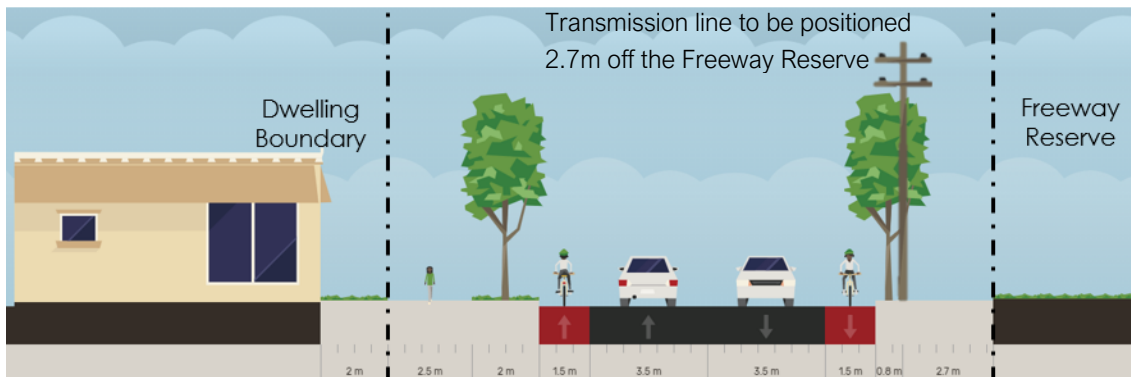 Transmission line to be positioned
2.7m off the Freeway Reserve
Dwelling
Boundary
Freeway
Reserve
2 m
2.5 m
2 m
1.5 m
3.5 m
3.5 m
1.5 m
0.8 m
2.7 m